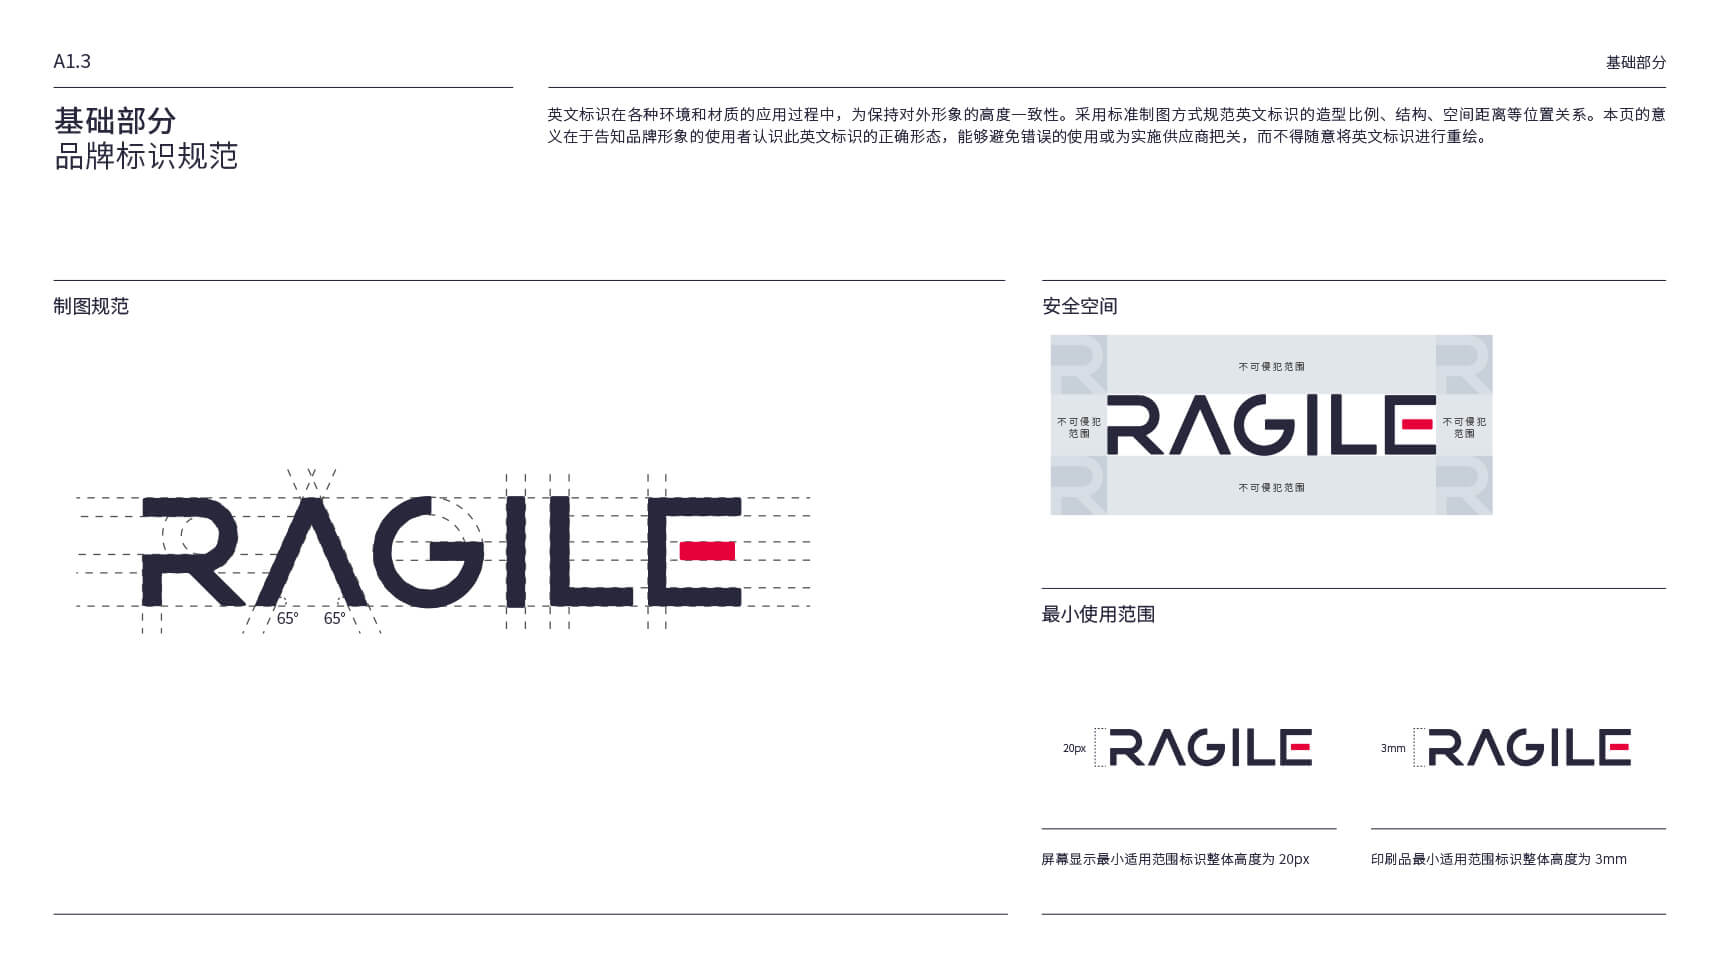 A1.3
基础部分
基础部分
品牌标识规范
英文标识在各种环境和材质的应用过程中，为保持对外形象的高度一致性。采用标准制图方式规范英文标识的造型比例、结构、空间距离等位置关系。本页的意
义在于告知品牌形象的使用者认识此英文标识的正确形态，能够避免错误的使用或为实施供应商把关，而不得随意将英文标识进行重绘。
制图规范
RAGILE
65°
65°
安全空间
R
R
不可侵犯范围
不可侵犯
范围
RAGILE
不可侵犯
范围
R
R
不可侵犯范围
最小使用范围
20px
RAGILE
3mm
RAGILE
屏幕显示最小适用范围标识整体高度为 20px
印刷品最小适用范围标识整体高度为 3mm